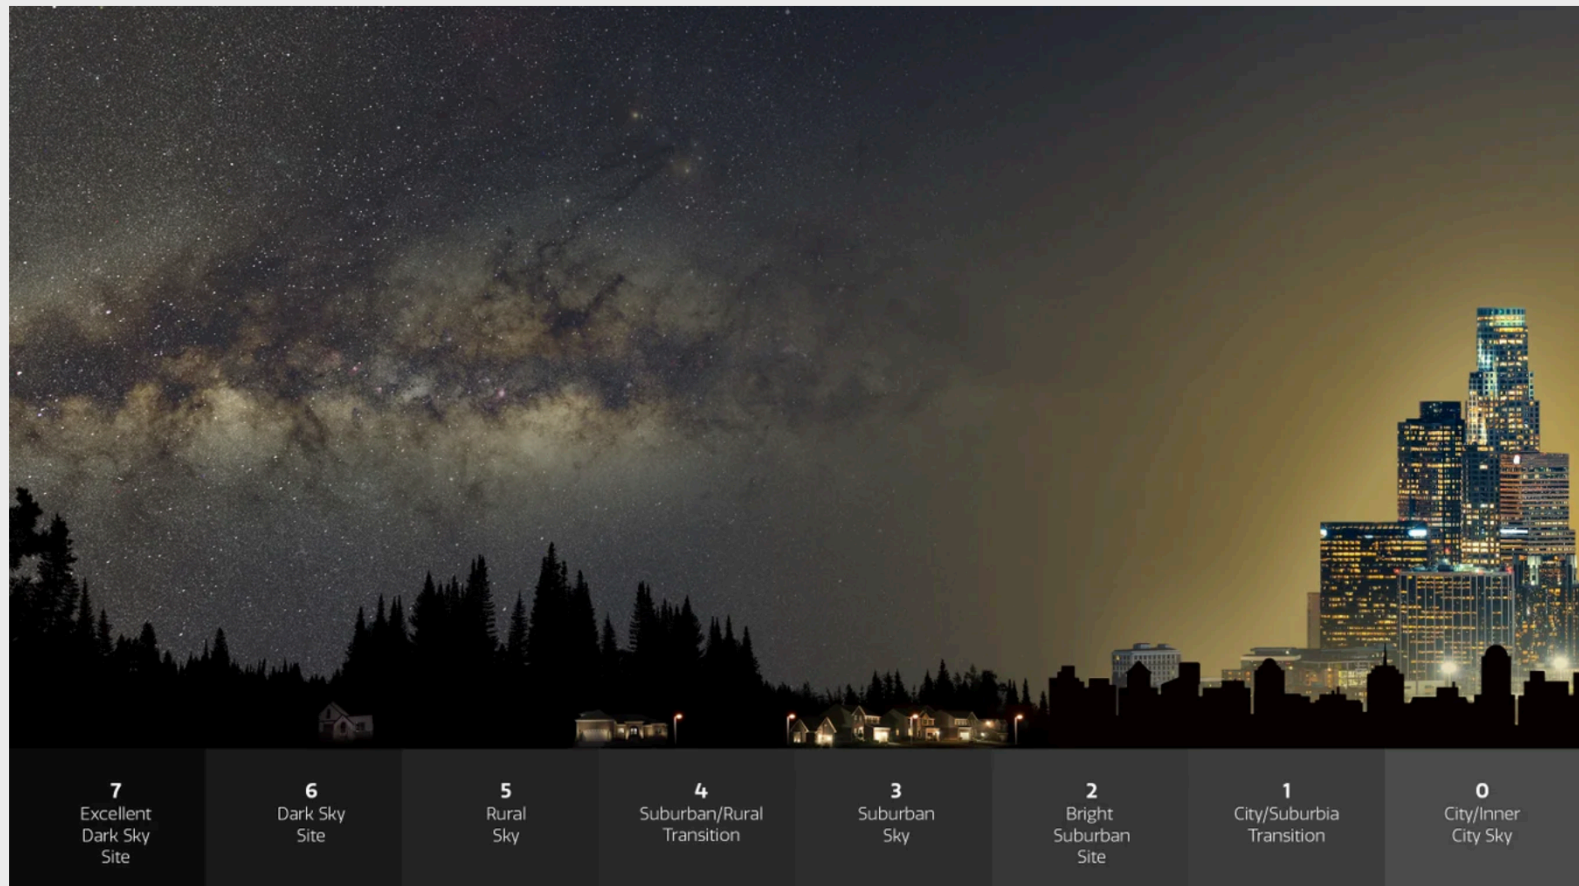 7
Excellent
Dark Sky
Site
6
Dark Sky
Site
5
Rural
Sky
4
Suburban/Rural
Transition
3
Suburban
Sky
2
Bright
Suburban
Site
1
City/Suburbia
Transition
0
City/Inner
City Sky